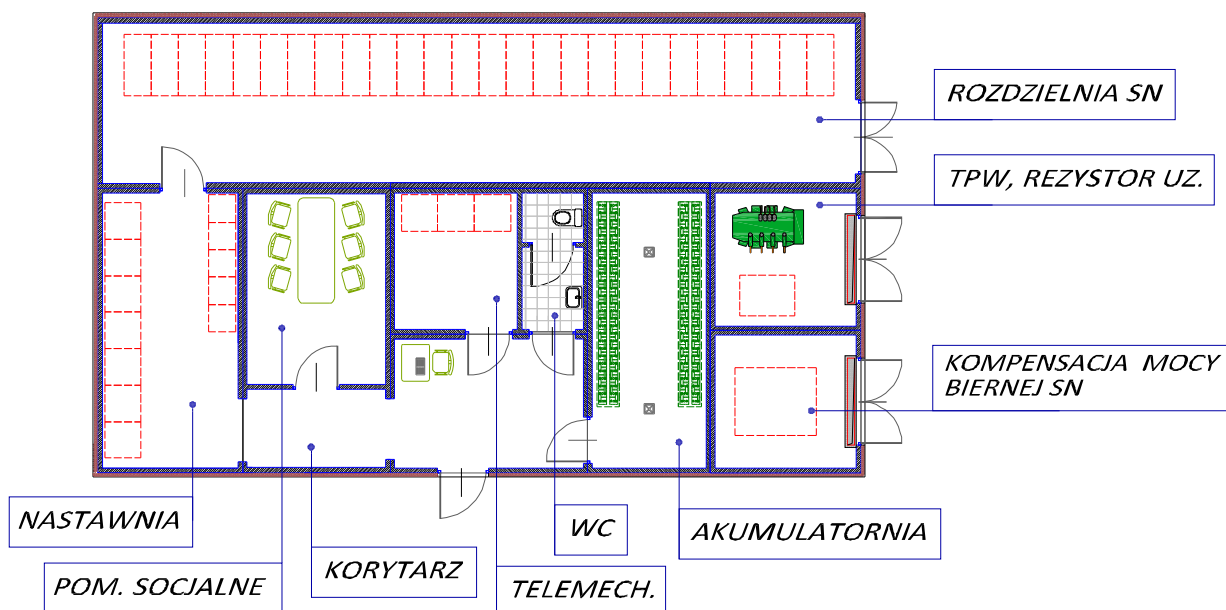 ROZDZIELNIA SN
TPW, REZYSTOR UZ.
KOMPENSACJA MOCY
BIERNEJ SN
NASTAWNIA
WC
AKUMULATORNIA
POM. SOCJALNE
KORYTARZ
TELEMECH.